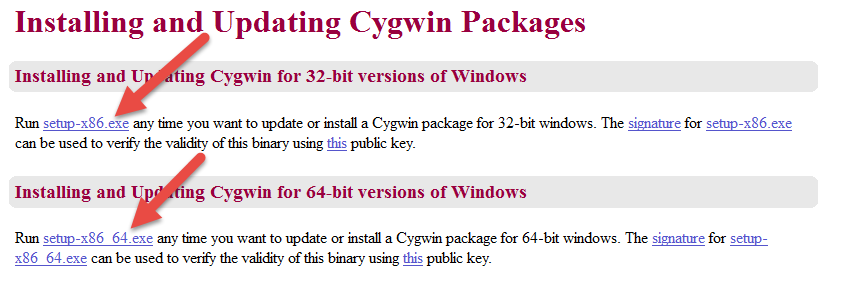 Installing and Updating Cygwin Packages
Installing and Updating Cygwin for 32-bit versions of Windows
Run setup-x86.exe any time you want to update or install a Cygwin package for 32-bit windows. The signature for setup-x86.exe
can be used to verify the validity of this binary using this public key.
Installing and Updating Cygwin for 64-bit versions of Windows
Run setup-x86_64.exe any time you want to update or install a Cygwin package for 64-bit windows. The signature for setup-
x86_64.exe can be used to verify the validity of this binary using this public key.